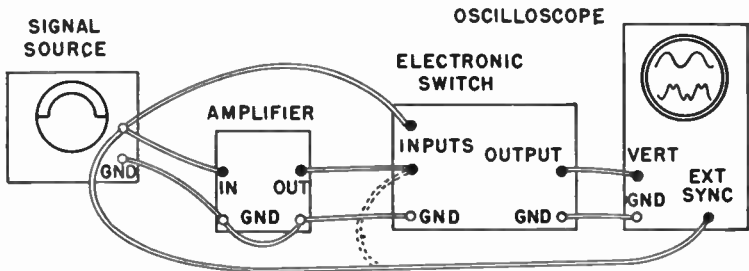 SIGNAL
SOURCE
GND
AMPLIFIER
IN
OUT
GND
ELECTRONIC
SWITCH
INPUTS
OUTPUT
GND
GND
OSCILLOSCOPE
VERT
GND
EXT
SYNC